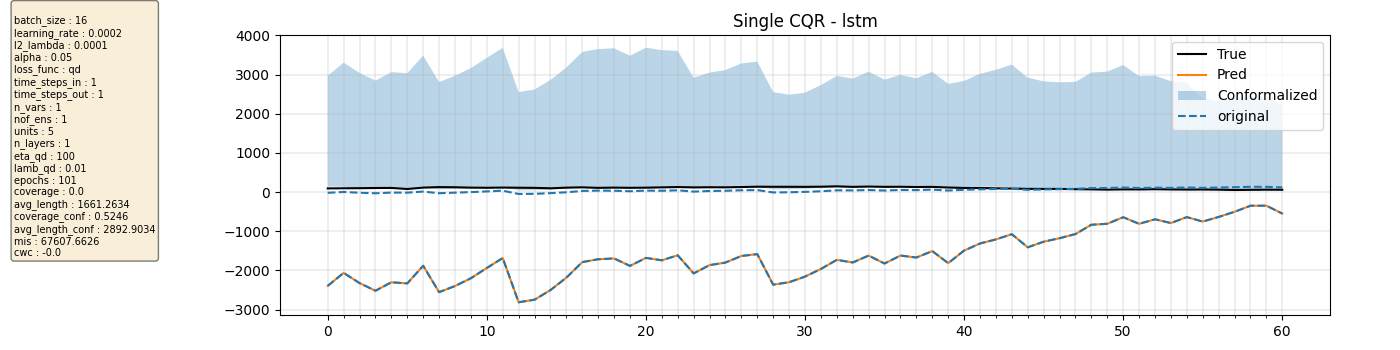 batch_size : 16
learning_rate : 0.0002
l2_lambda : 0.0001
alpha : 0.05
loss_func : qd
time_steps_in : 1
time_steps_out : 1
n_vars : 1
nof_ens : 1
units : 5
n_layers : 1
eta_qd : 100
lamb_qd : 0.01
epochs : 101
coverage : 0.0
avg_length : 1661.2634
coverage_conf : 0.5246
avg_length_conf : 2892.9034
mis : 67607.6626
cwc : -0.0
Single CQR - lstm
4000
3000
2000
1000
0
−1000
−2000
−3000
0 10 20 30 40 50 60
True
Pred
Conformalized
original